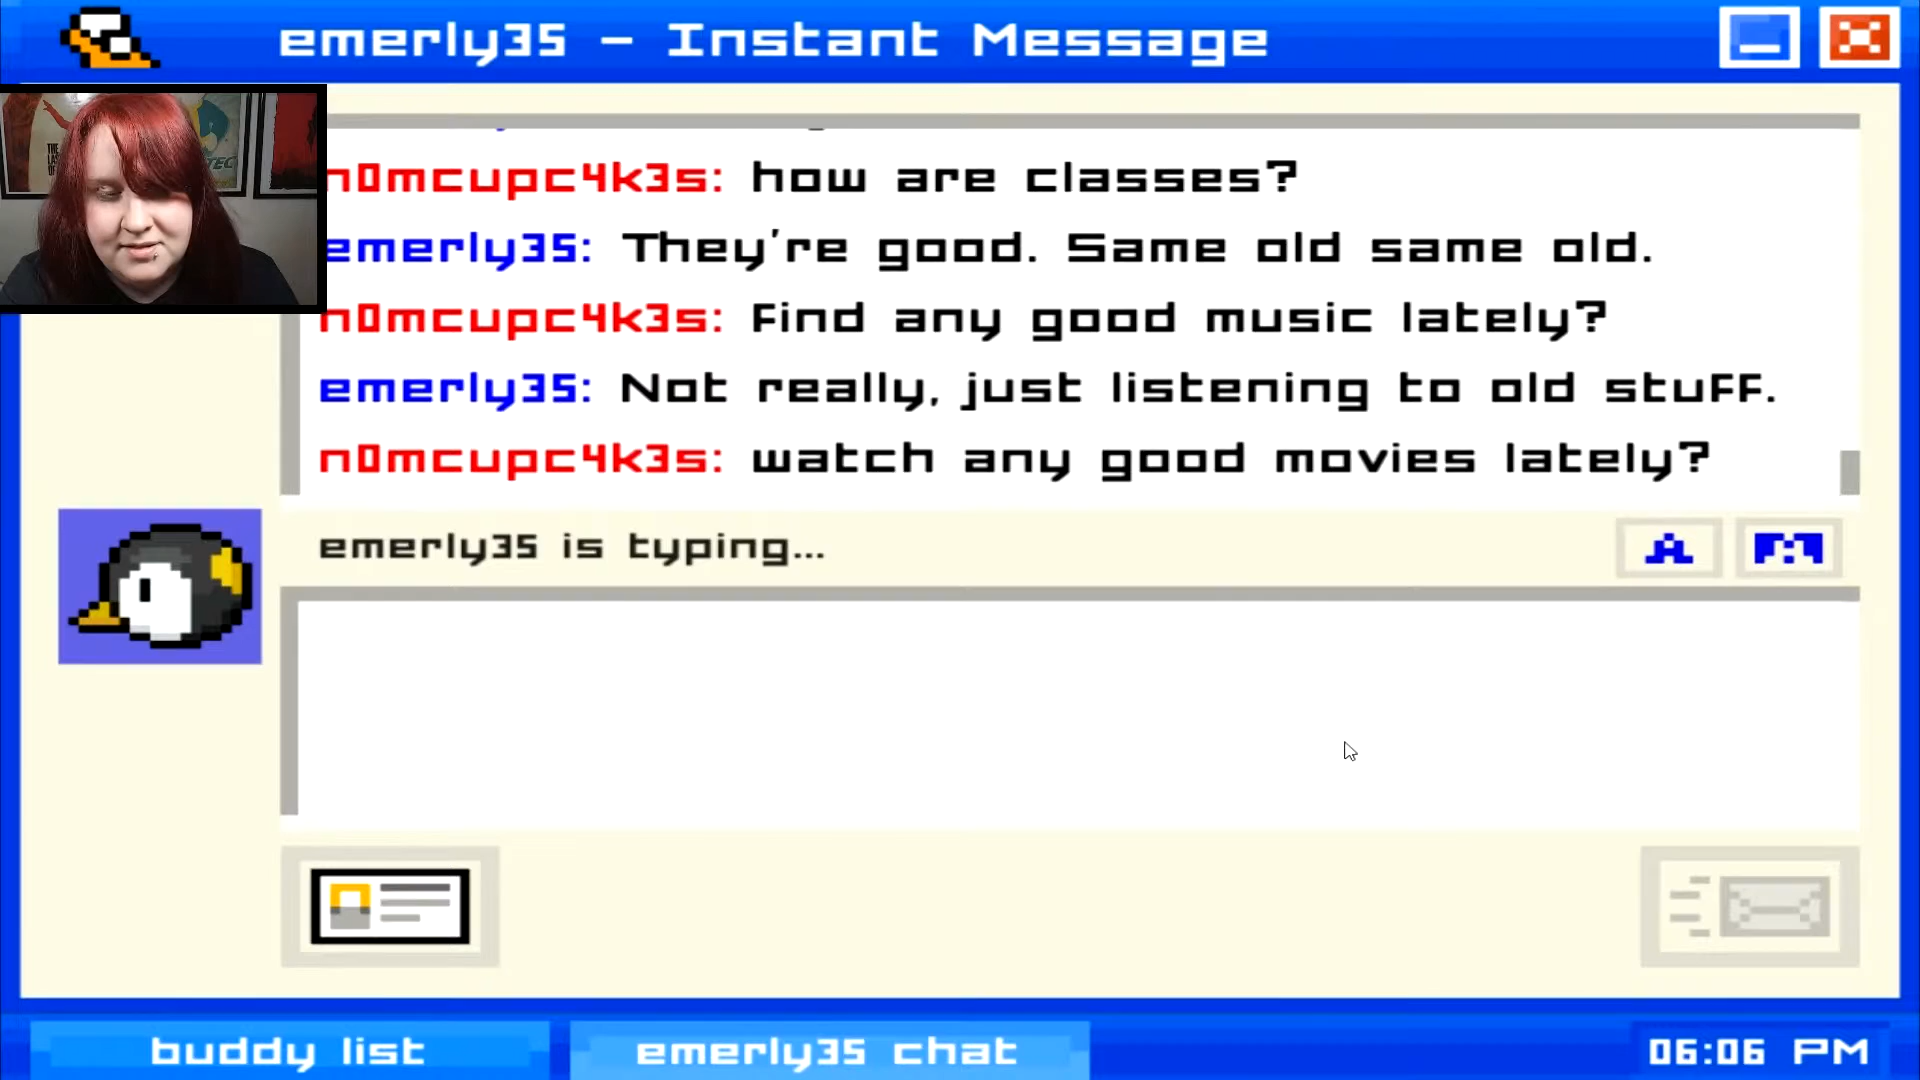 emerly35 - Instant Message
n0mcupc4k3s: how are classes?
emerly35: They're good. Same old same old.
n0mcupc4k3s: Find any good music lately?
emerly35: Not really, just listening to old stuff.
n0mcupc4k3s: watch any good movies lately?
emerly35 is typing...
A
buddy list
emerly35 chat
06:06 PM